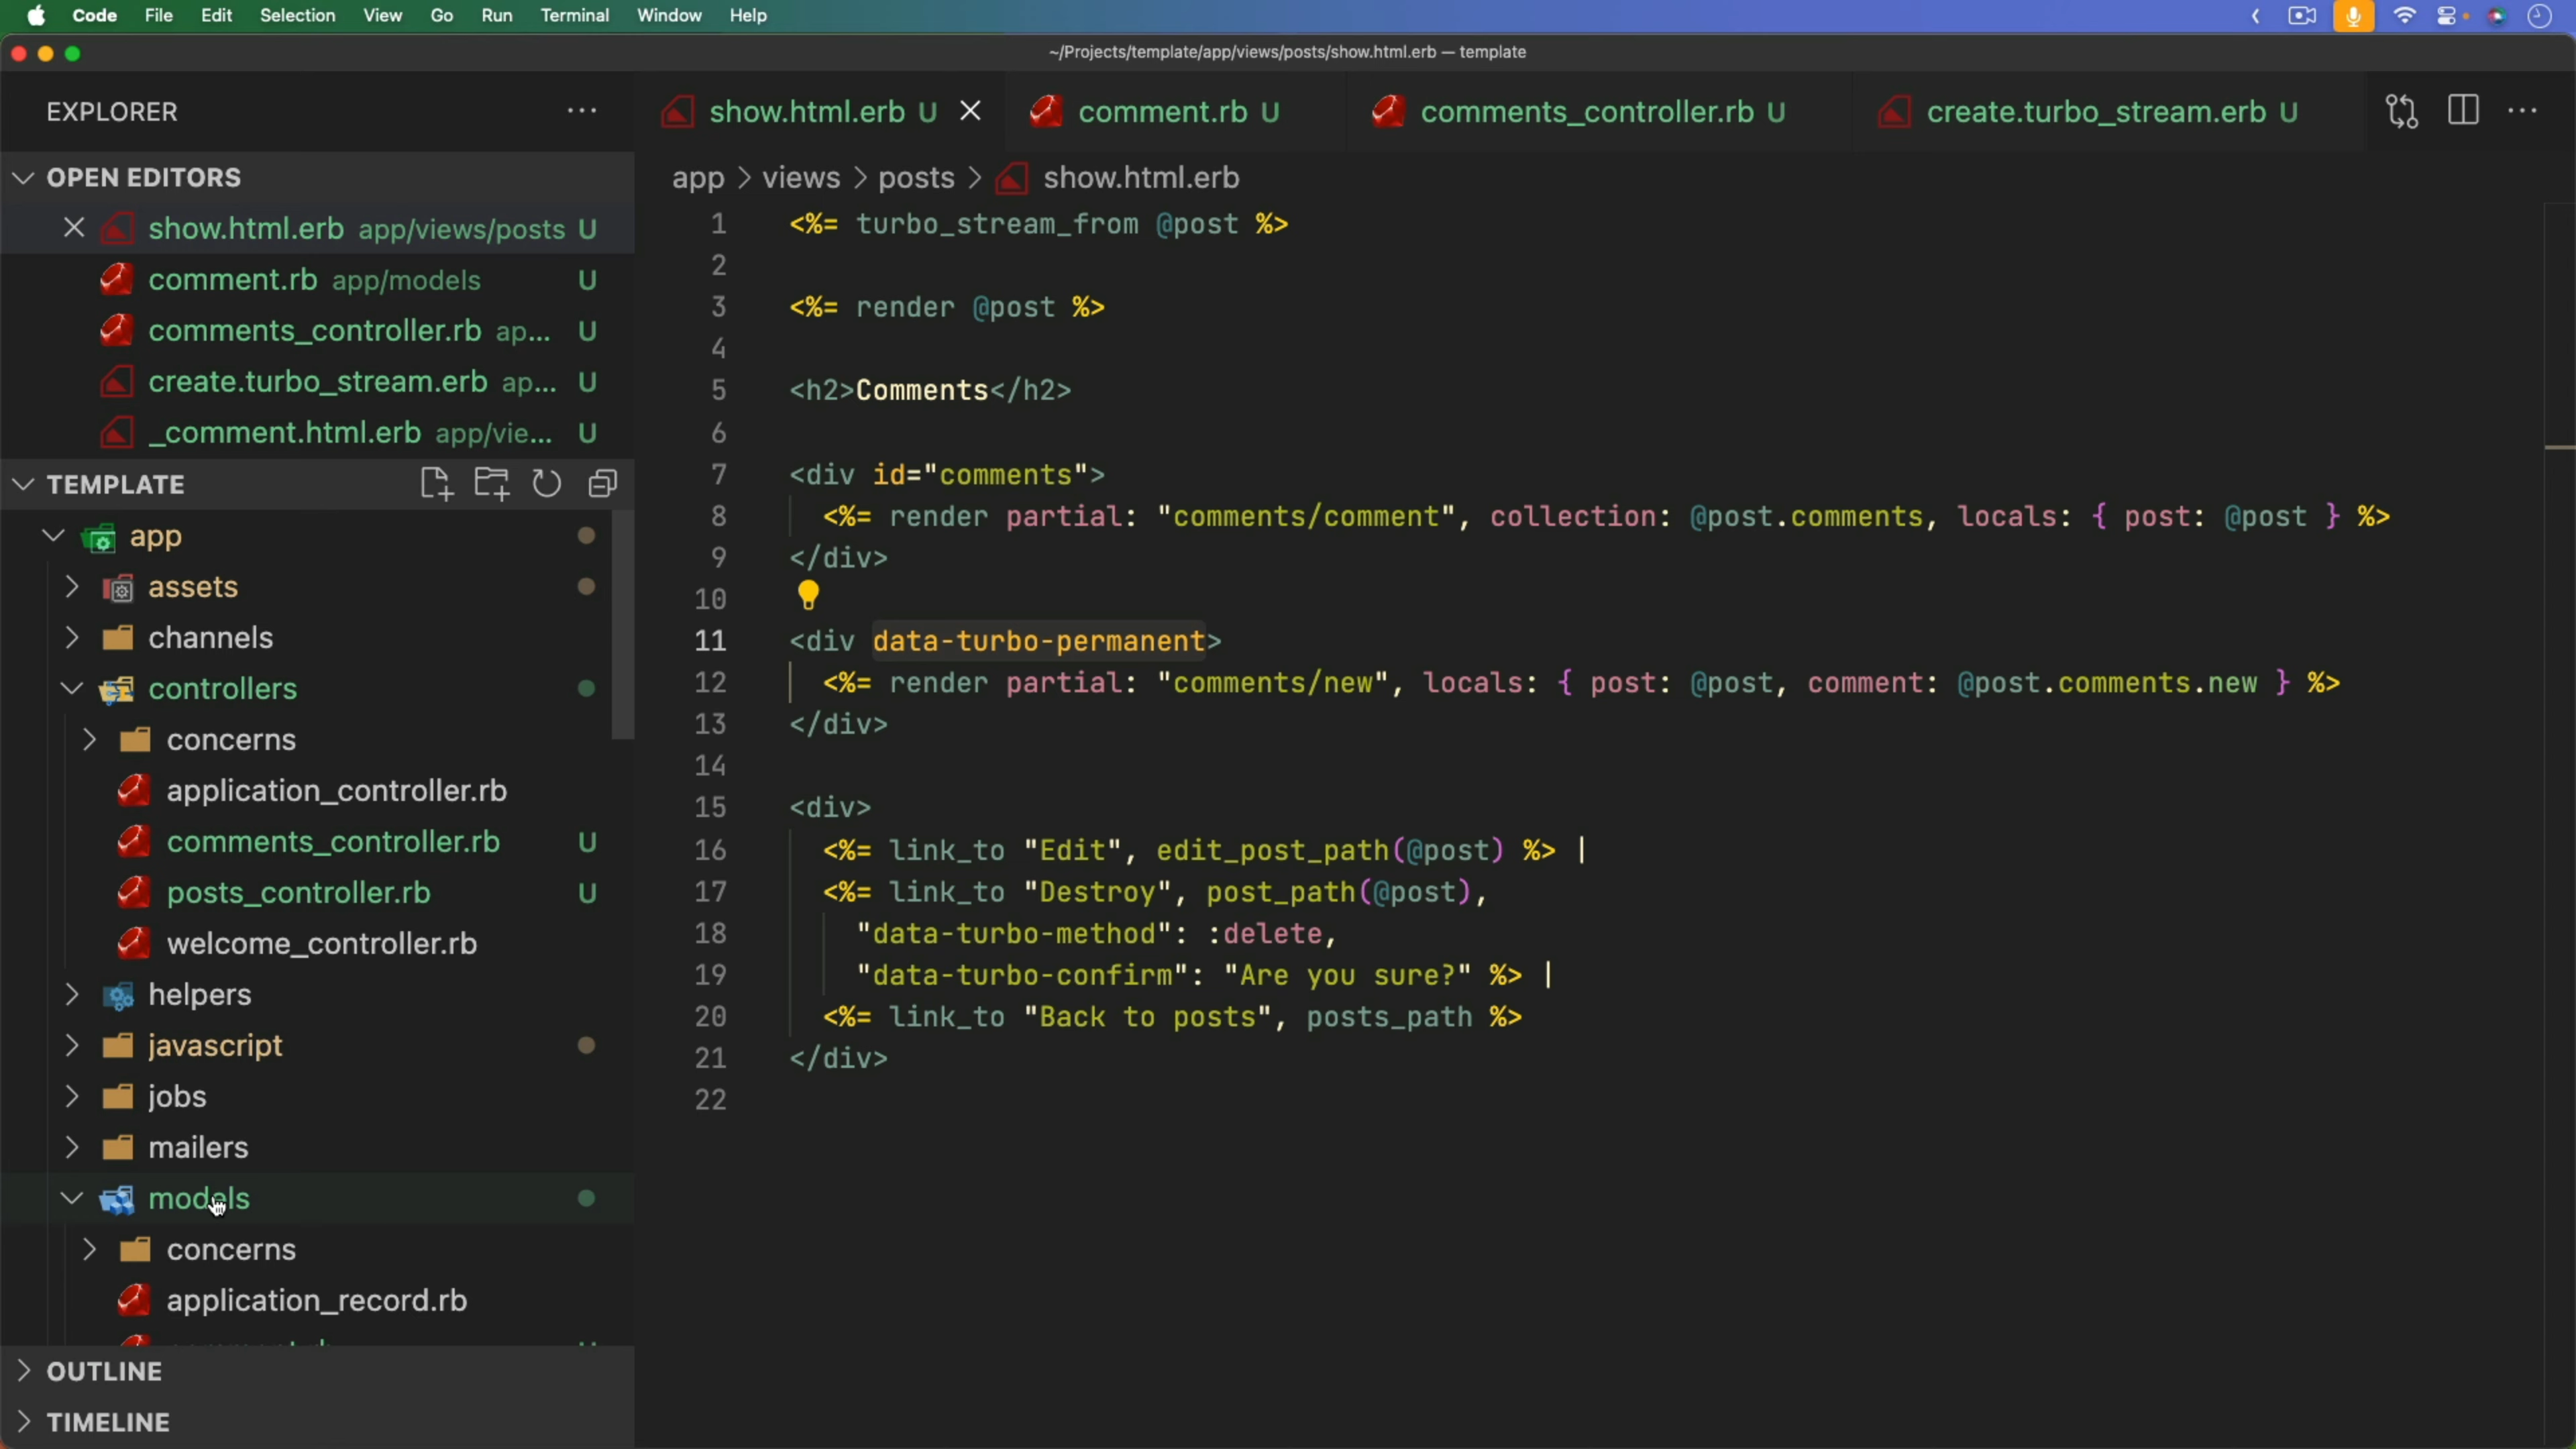 Code File Edit Selection View Go Run Terminal Window Help
~/Projects/template/app/views/posts/show.html.erb — template
EXPLORER
OPEN EDITORS
show.html.erb app/views/posts U
comment.rb app/models U
comments_controller.rb ap... U
create.turbo_stream.erb ap... U
_comment.html.erb app/vie... U
TEMPLATE
app
assets
channels
controllers
concerns
application_controller.rb
comments_controller.rb U
posts_controller.rb U
welcome_controller.rb
helpers
javascript
jobs
mailers
models
concerns
application_record.rb
OUTLINE
TIMELINE
show.html.erb U comment.rb U comments_controller.rb U create.turbo_stream.erb U
app > views > posts > show.html.erb
1 <%= turbo_stream_from @post %>
2
3 <%= render @post %>
4
5 <h2>Comments</h2>
6
7 <div id="comments">
8 <%= render partial: "comments/comment", collection: @post.comments, locals: { post: @post } %>
9 </div>
10
11 <div data-turbo-permanent>
12 <%= render partial: "comments/new", locals: { post: @post, comment: @post.comments.new } %>
13 </div>
14
15 <div>
16 <%= link_to "Edit", edit_post_path(@post) %> |
17 <%= link_to "Destroy", post_path(@post),
18 "data-turbo-method": :delete,
19 "data-turbo-confirm": "Are you sure?" %> |
20 <%= link_to "Back to posts", posts_path %>
21 </div>
22